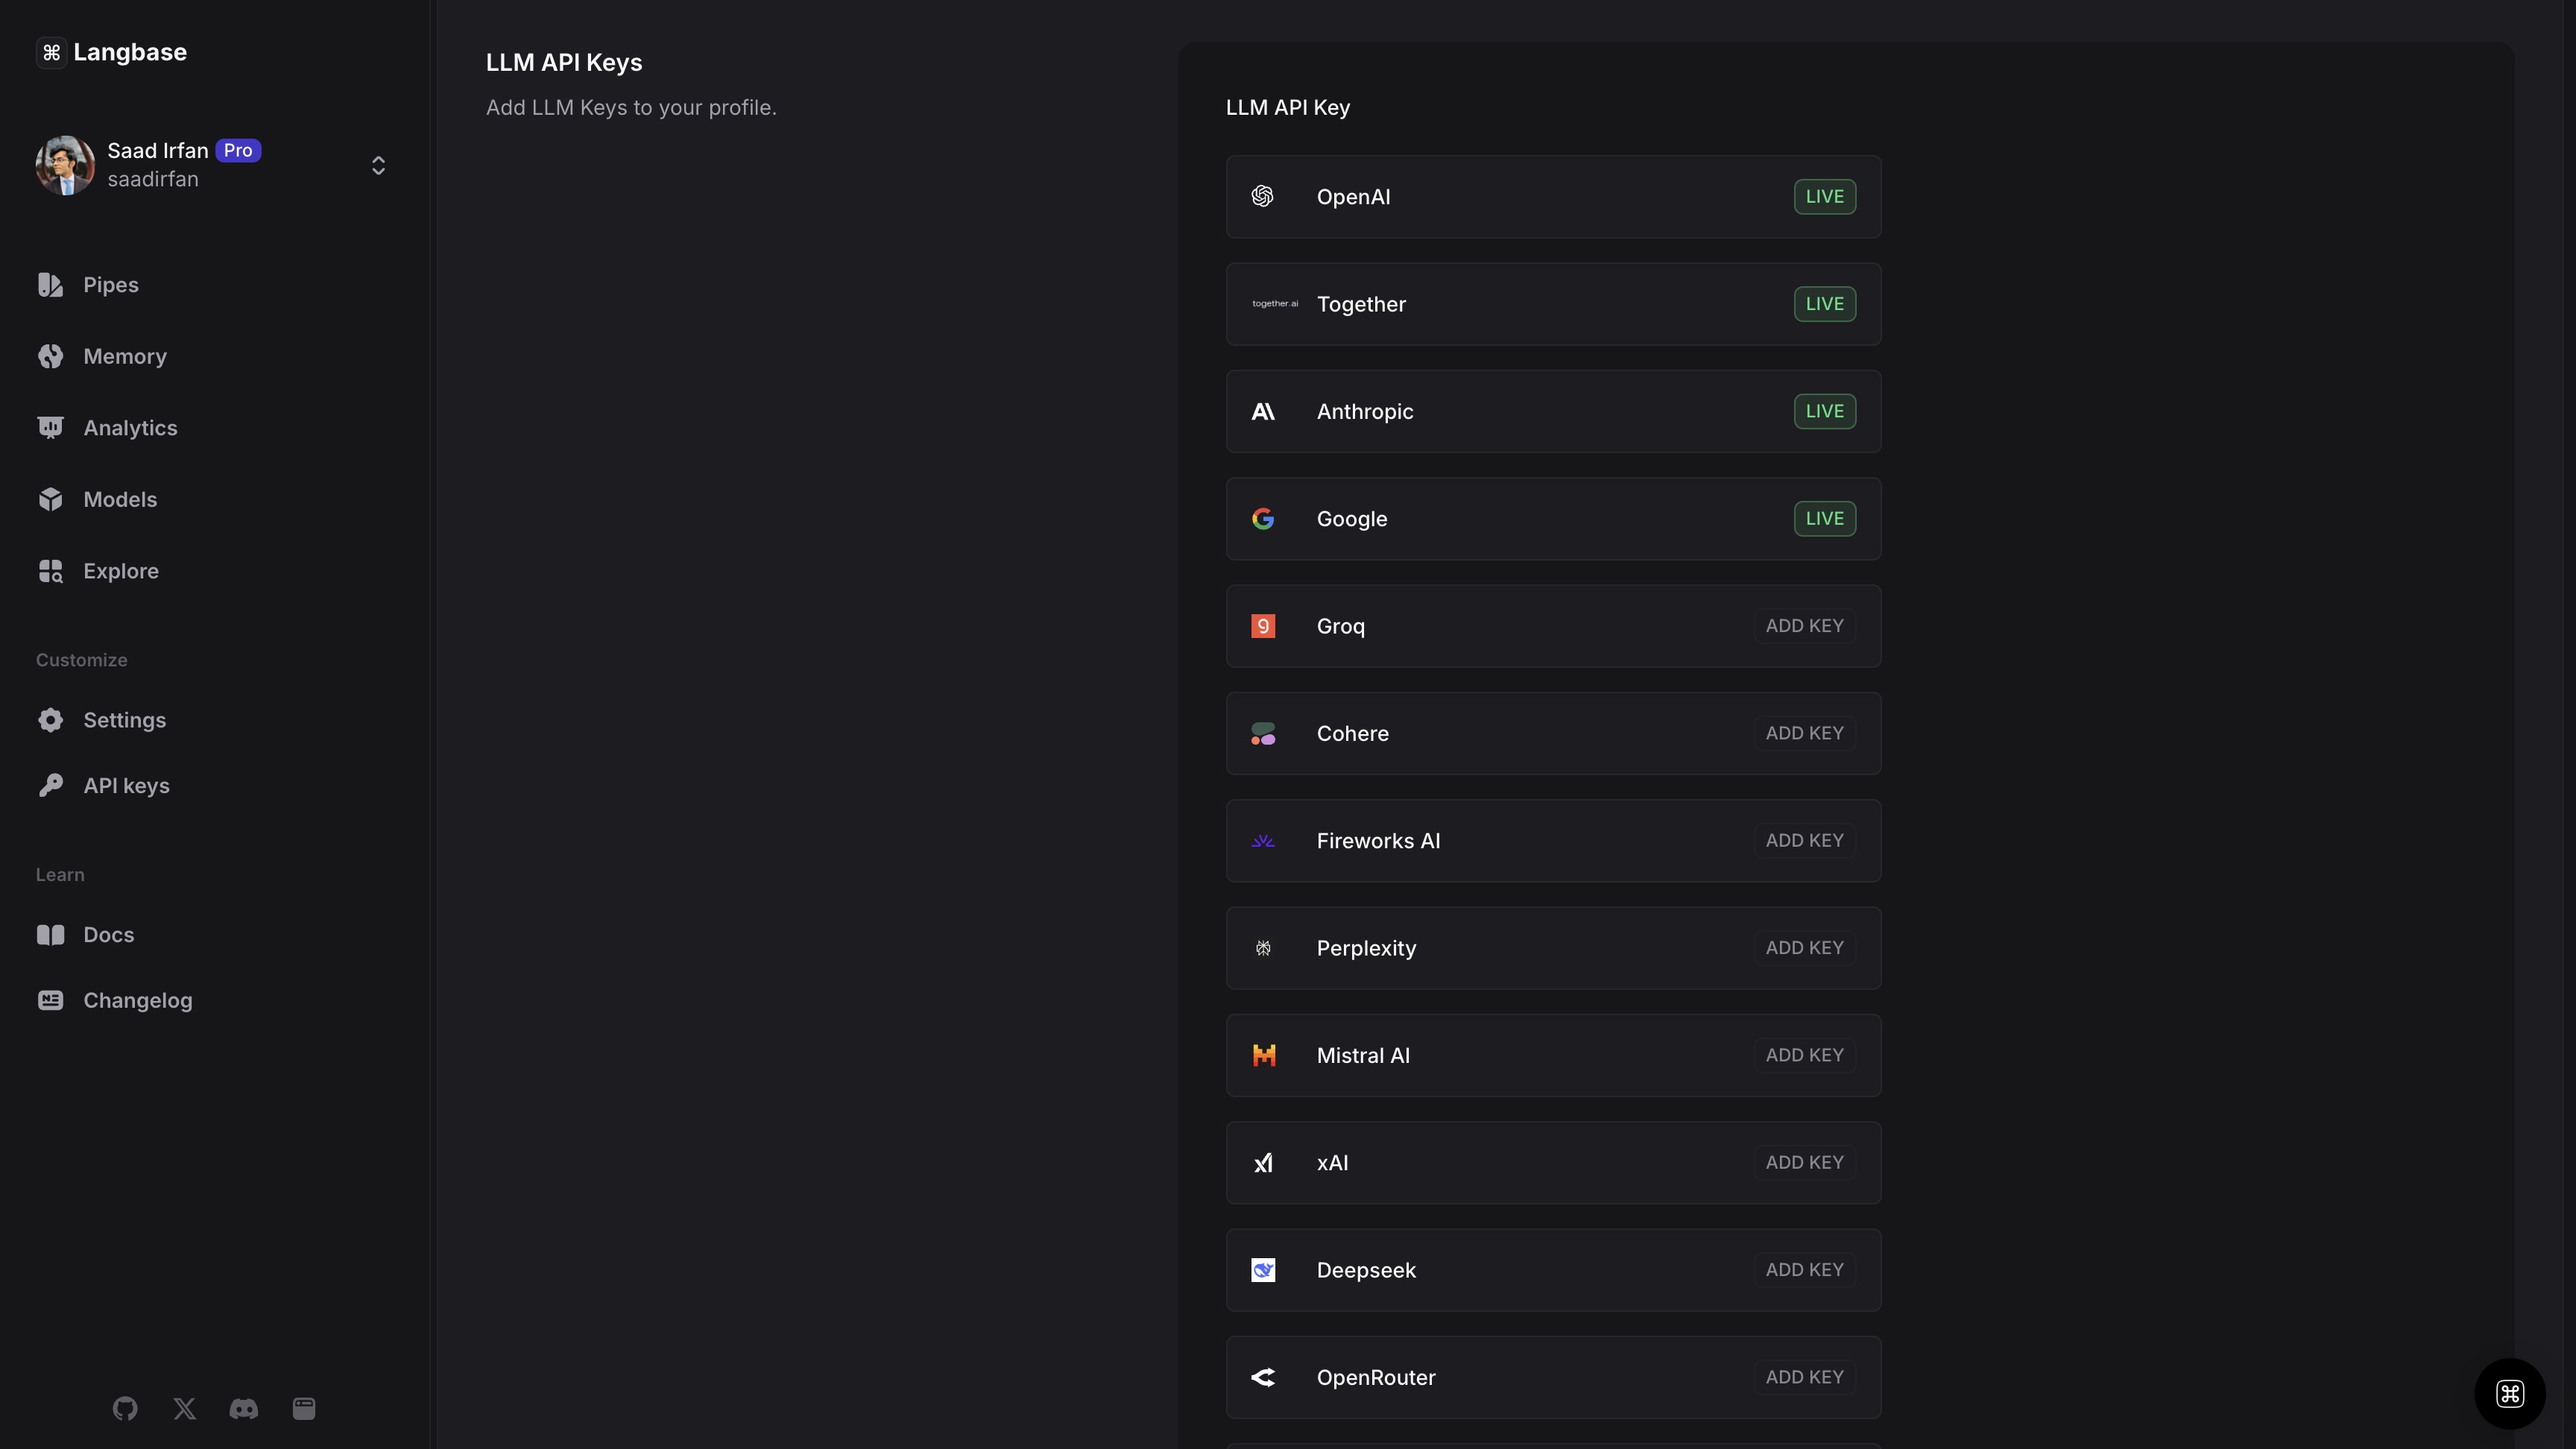 Langbase
Saad Irfan Pro
saadirfan
Pipes
Memory
Analytics
Models
Explore
Customize
Settings
API keys
Learn
Docs
Changelog
LLM API Keys
Add LLM Keys to your profile.
LLM API Key
OpenAI LIVE
together.ai Together LIVE
Anthropic LIVE
Google LIVE
Groq ADD KEY
Cohere ADD KEY
Fireworks AI ADD KEY
Perplexity ADD KEY
Mistral AI ADD KEY
xAI ADD KEY
Deepseek ADD KEY
OpenRouter ADD KEY